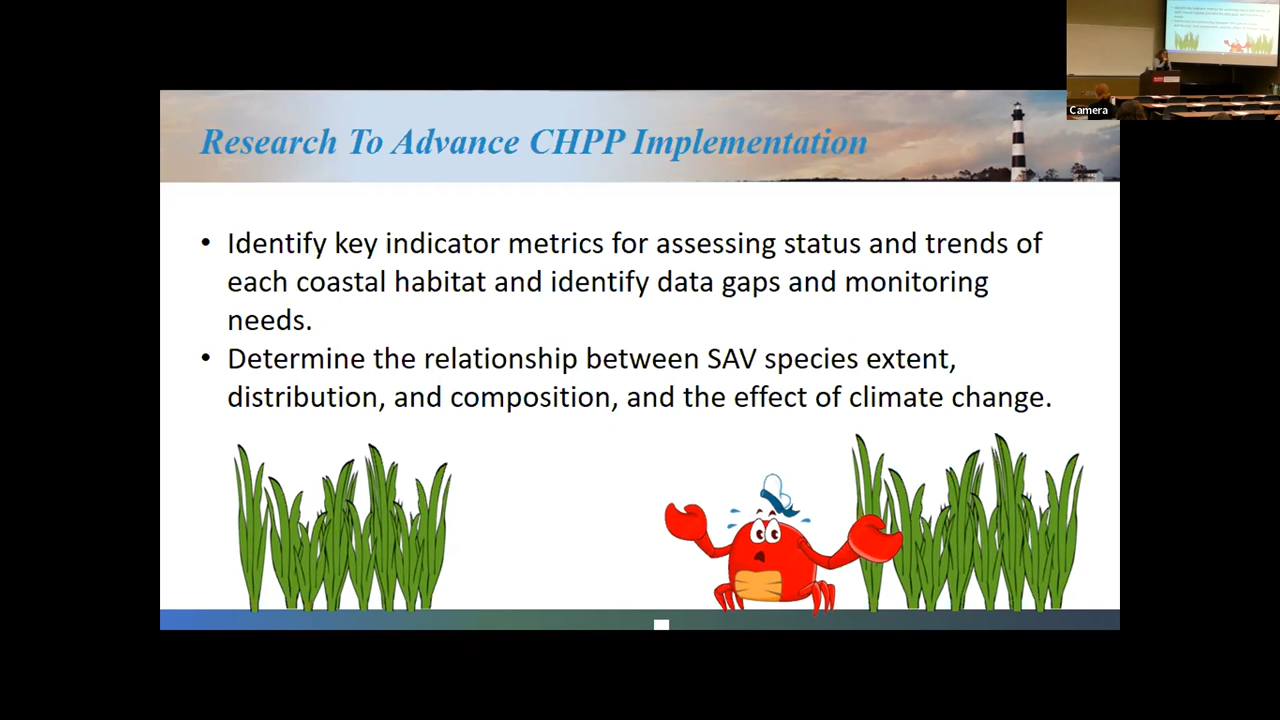 Research To Advance CHPP Implementation
Camera
• Identify key indicator metrics for assessing status and trends of
each coastal habitat and identify data gaps and monitoring
needs.
• Determine the relationship between SAV species extent,
distribution, and composition, and the effect of climate change.